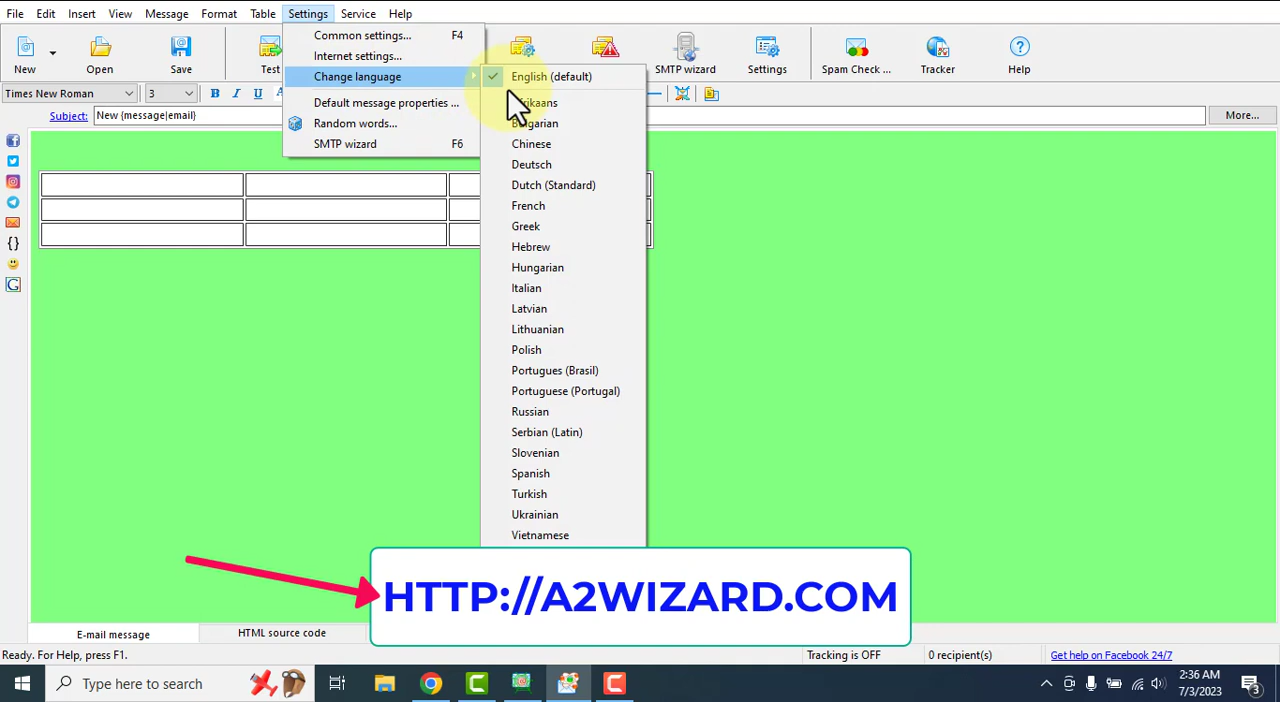 File Edit Insert View Message Format Table Settings Service Help
New Open Save Test SMTP wizard Settings Spam Check ... Tracker Help
Common settings... F4
Internet settings...
Change language
Default message properties ...
Random words...
SMTP wizard F6
English (default)
Bulgarian
Chinese
Deutsch
Dutch (Standard)
French
Greek
Hebrew
Hungarian
Italian
Latvian
Lithuanian
Polish
Portugues (Brasil)
Portuguese (Portugal)
Russian
Serbian (Latin)
Slovenian
Spanish
Turkish
Ukrainian
Vietnamese
Times New Roman 3 B I U
Subject: New {message|email} More...
HTTP://A2WIZARD.COM
E-mail message HTML source code
Ready. For Help, press F1. Tracking is OFF 0 recipient(s) Get help on Facebook 24/7
Type here to search
2:36 AM
7/3/2023
3